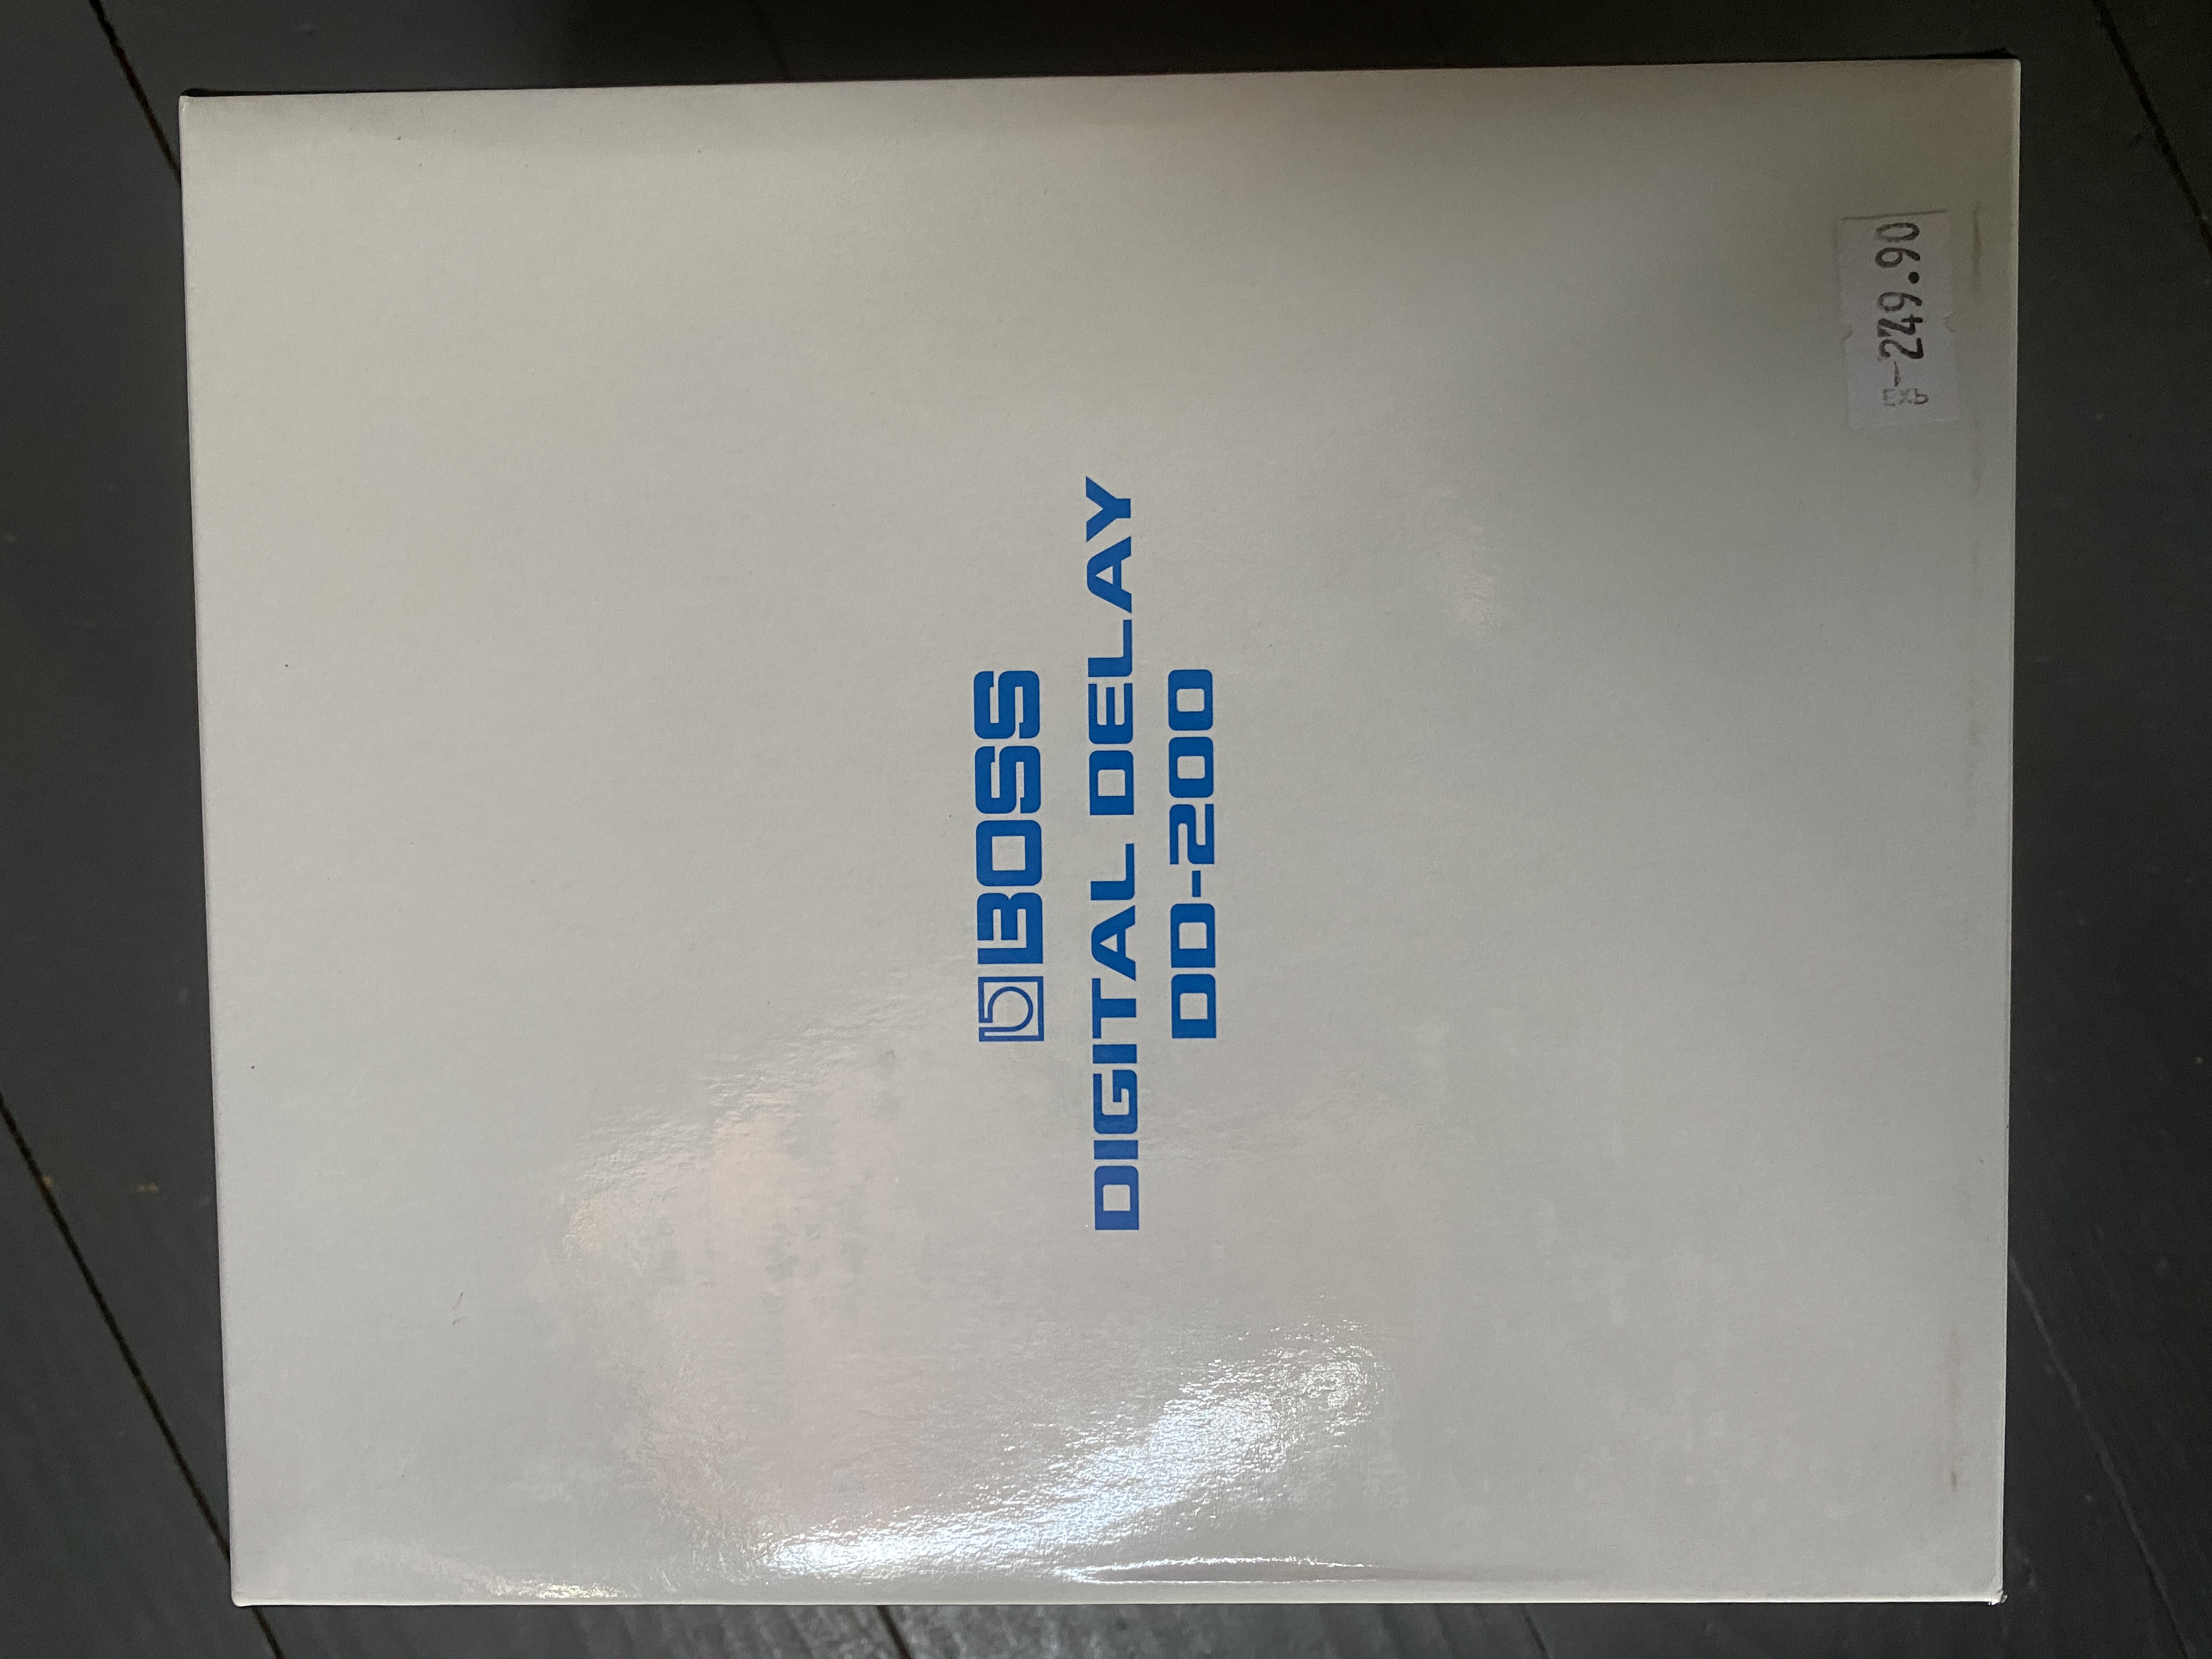 BOSS
DIGITAL DELAY
DD-200
249.90